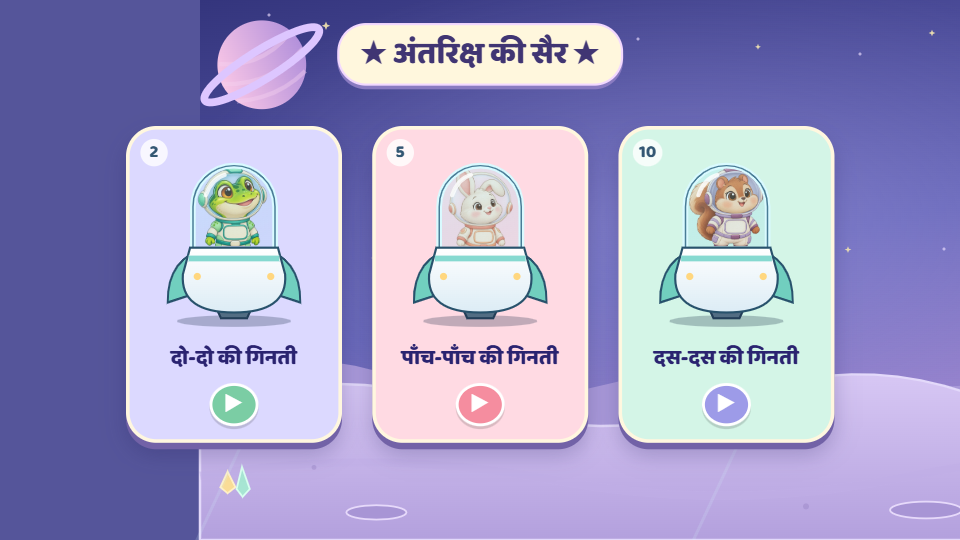 ★ अंतरिक्ष की सैर ★
2
दो-दो की गिनती
5
पाँच-पाँच की गिनती
10
दस-दस की गिनती